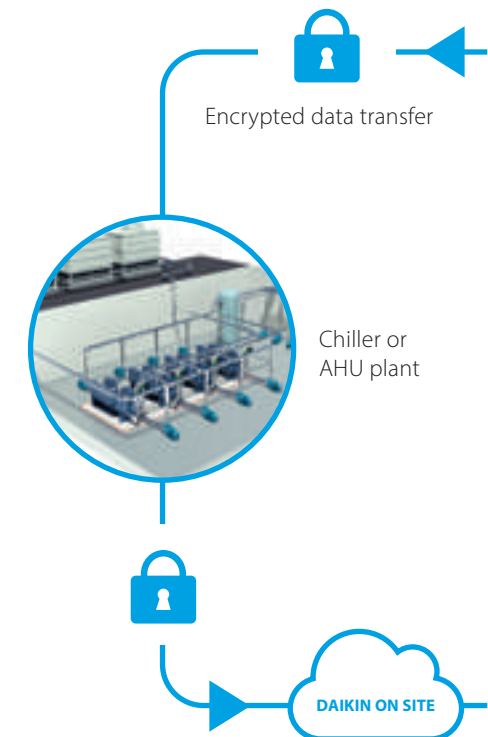 Encrypted data transfer
Chiller or
AHU plant
DAIKIN ON SITE